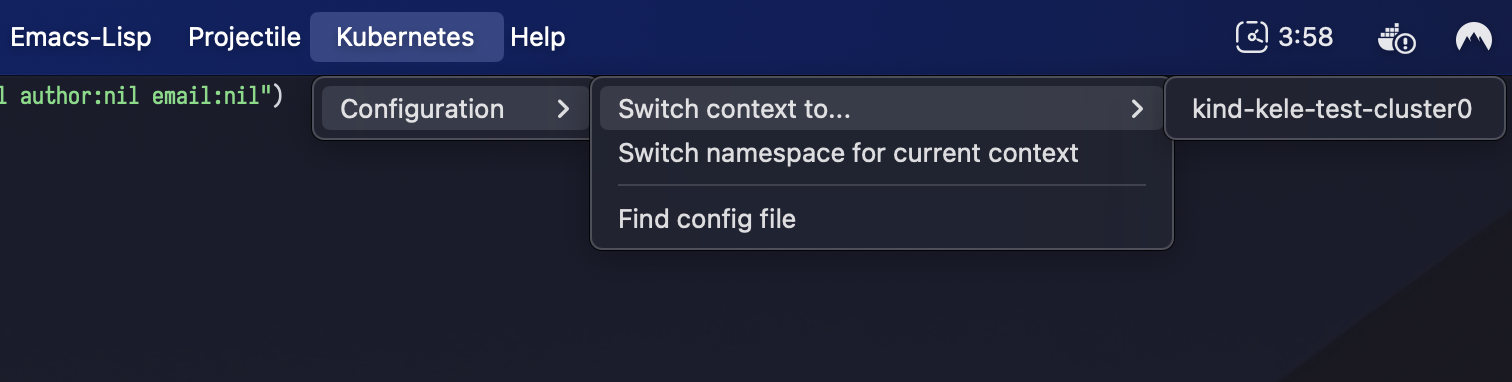 Emacs-Lisp Projectile Kubernetes Help 3:58
l author:nil email:nil")
Configuration
Switch context to...
kind-kele-test-cluster0
Switch namespace for current context
Find config file